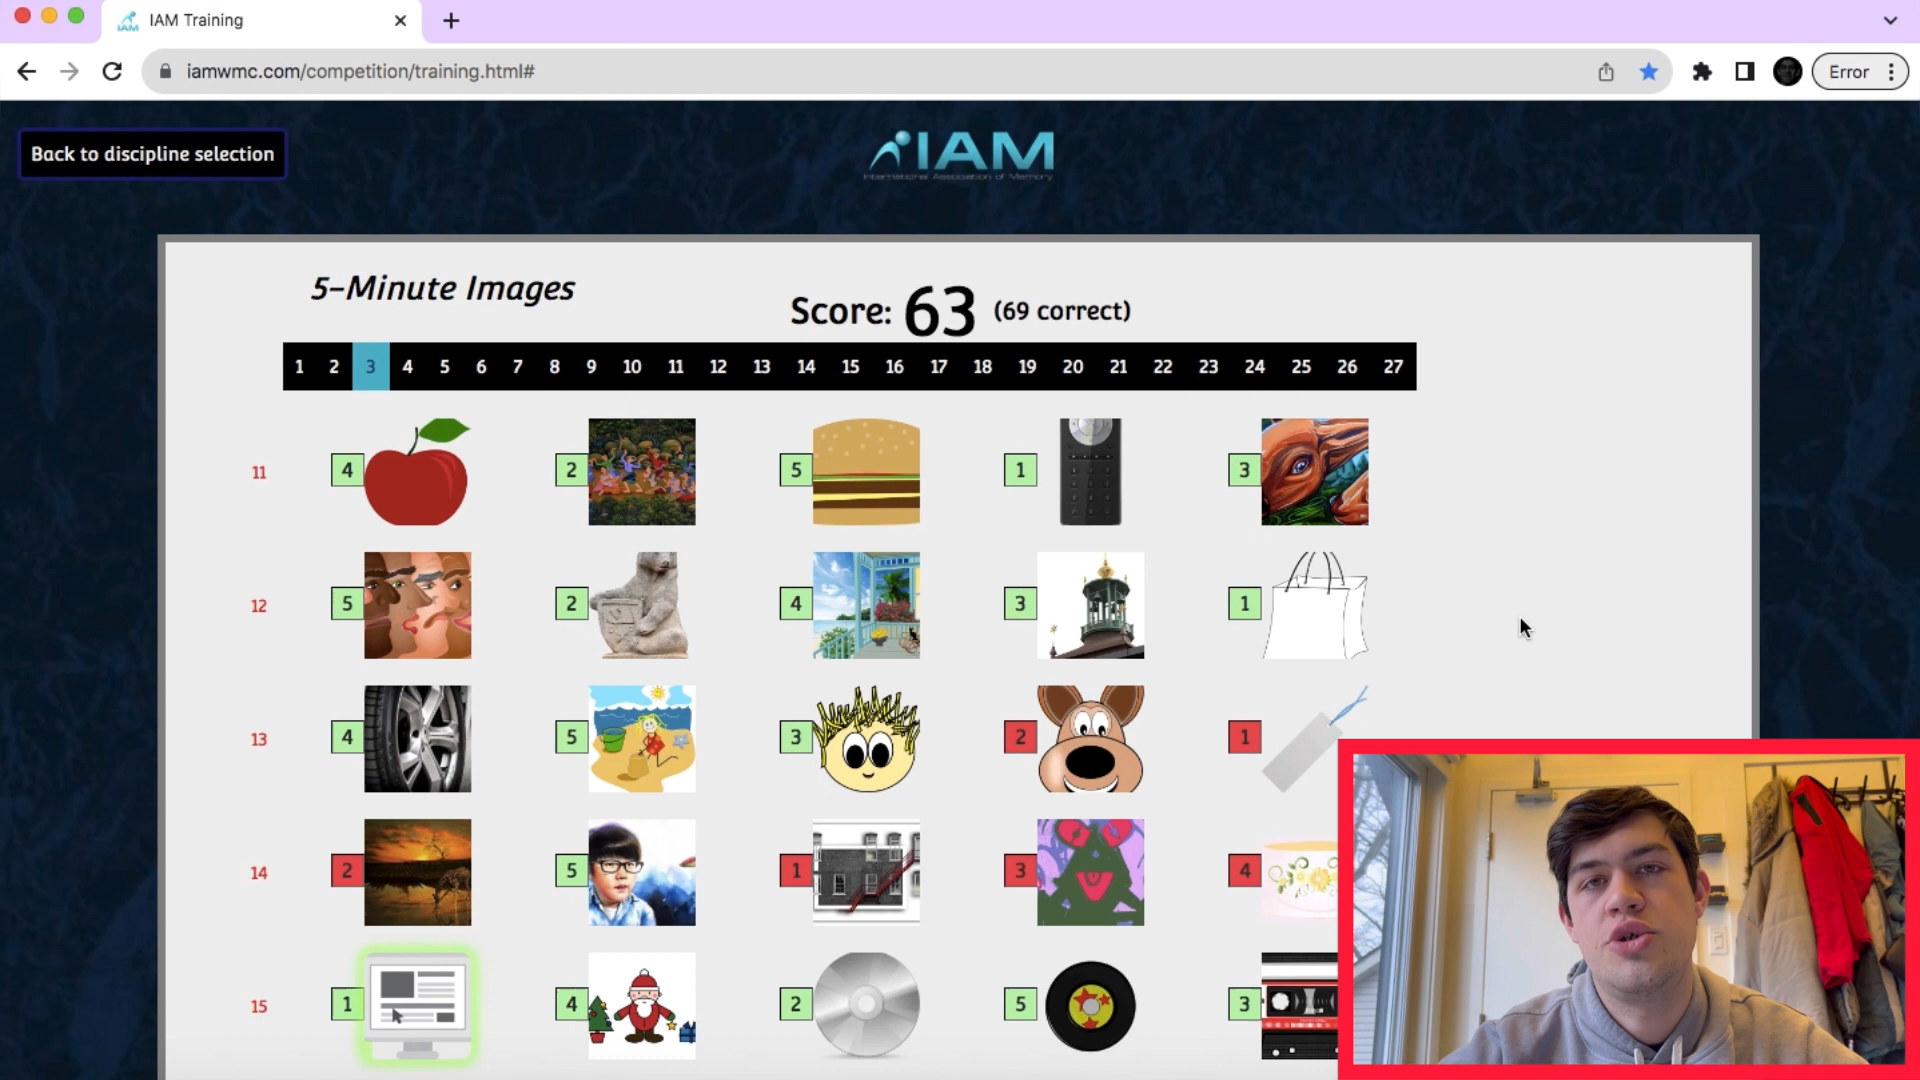 IAM Training
iamwmc.com/competition/training.html#
Error
Back to discipline selection
IAM
International Association of Memory
5-Minute Images
Score: 63 (69 correct)
1 2 3 4 5 6 7 8 9 10 11 12 13 14 15 16 17 18 19 20 21 22 23 24 25 26 27
11 4 2 5 1 3
12 5 2 4 3 1
13 4 5 3 2 1
14 2 5 1 3 4
15 1 4 2 5 3